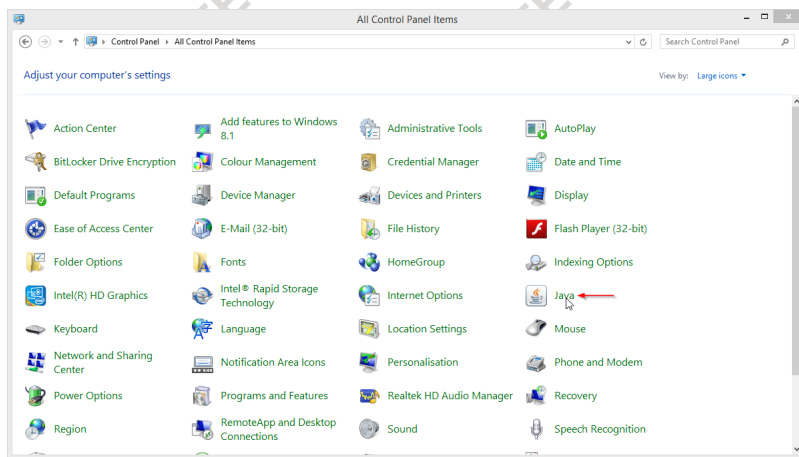 All Control Panel Items
Control Panel All Control Panel Items
Search Control Panel
Adjust your computer's settings
View by: Large icons
Action Center
Add features to Windows
8.1
Administrative Tools
AutoPlay
BitLocker Drive Encryption
Colour Management
Credential Manager
Date and Time
Default Programs
Device Manager
Devices and Printers
Display
Ease of Access Center
E-Mail (32-bit)
File History
Flash Player (32-bit)
Folder Options
Fonts
HomeGroup
Indexing Options
Intel(R) HD Graphics
Intel® Rapid Storage
Technology
Internet Options
Java
Keyboard
Language
Location Settings
Mouse
Network and Sharing
Center
Notification Area Icons
Personalisation
Phone and Modem
Power Options
Programs and Features
Realtek HD Audio Manager
Recovery
Region
RemoteApp and Desktop
Connections
Sound
Speech Recognition